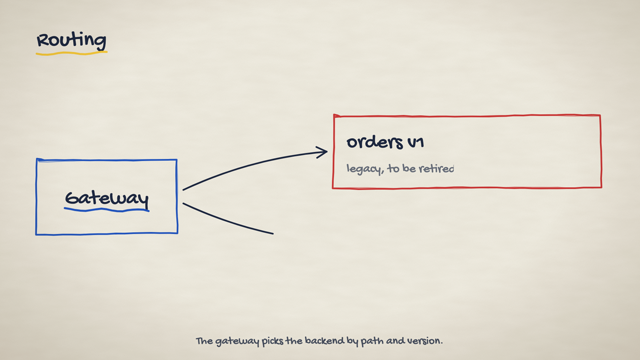 Routing
Gateway
orders v1
legacy, to be retired
The gateway picks the backend by path and version.